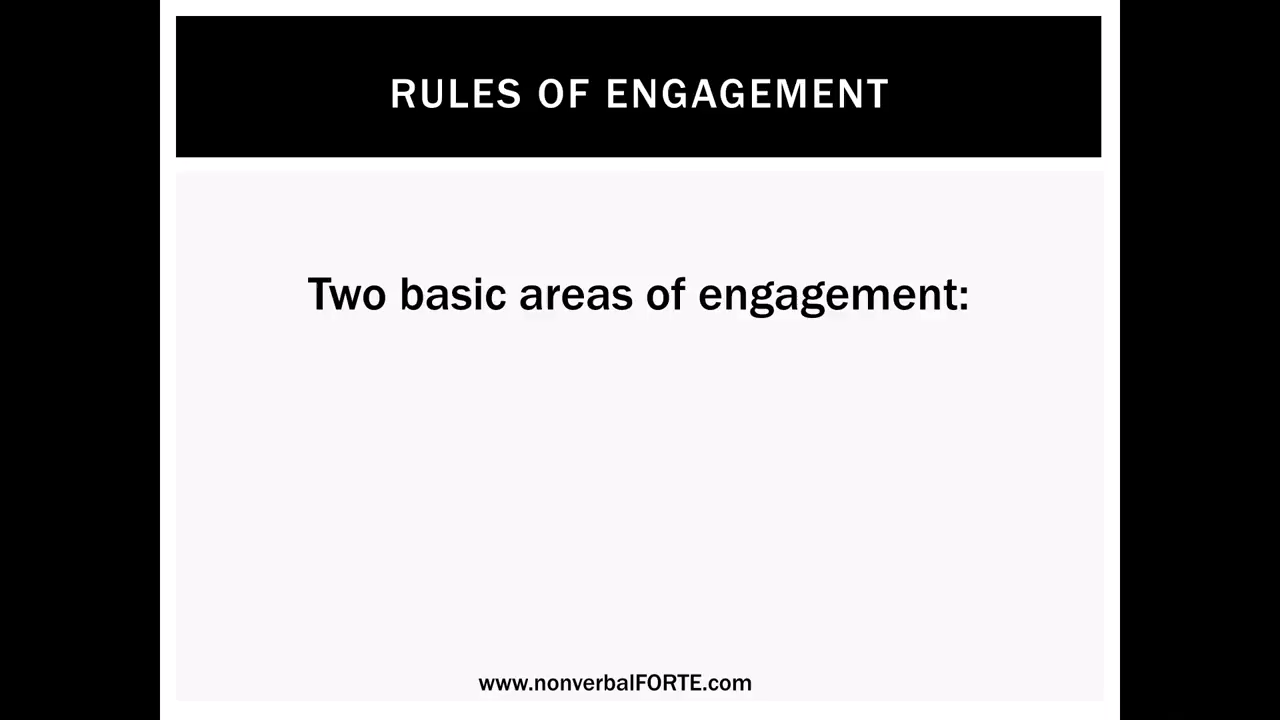 RULES OF ENGAGEMENT
Two basic areas of engagement:
www.nonverbalFORTE.com